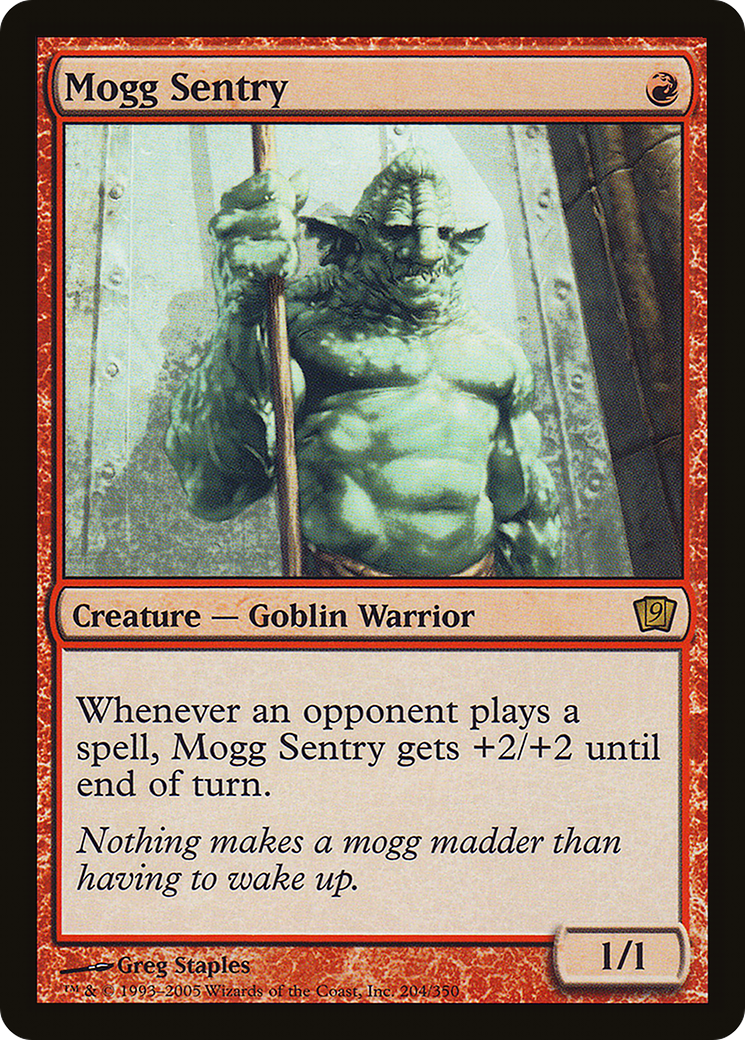 Mogg Sentry
Creature — Goblin Warrior
9
Whenever an opponent plays a
spell, Mogg Sentry gets +2/+2 until
end of turn.
Nothing makes a mogg madder than
having to wake up.
1/1
Greg Staples
™ & © 1993–2005 Wizards of the Coast, Inc. 204/350